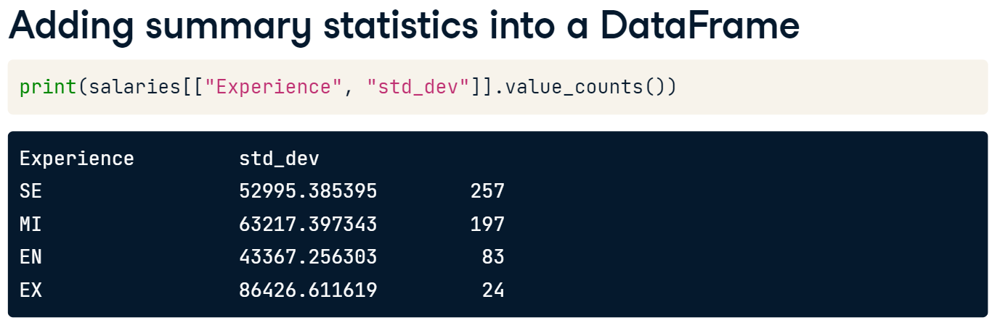 Adding summary statistics into a DataFrame
print(salaries[["Experience", "std_dev"]].value_counts())
Experience std_dev
SE 52995.385395 257
MI 63217.397343 197
EN 43367.256303 83
EX 86426.611619 24